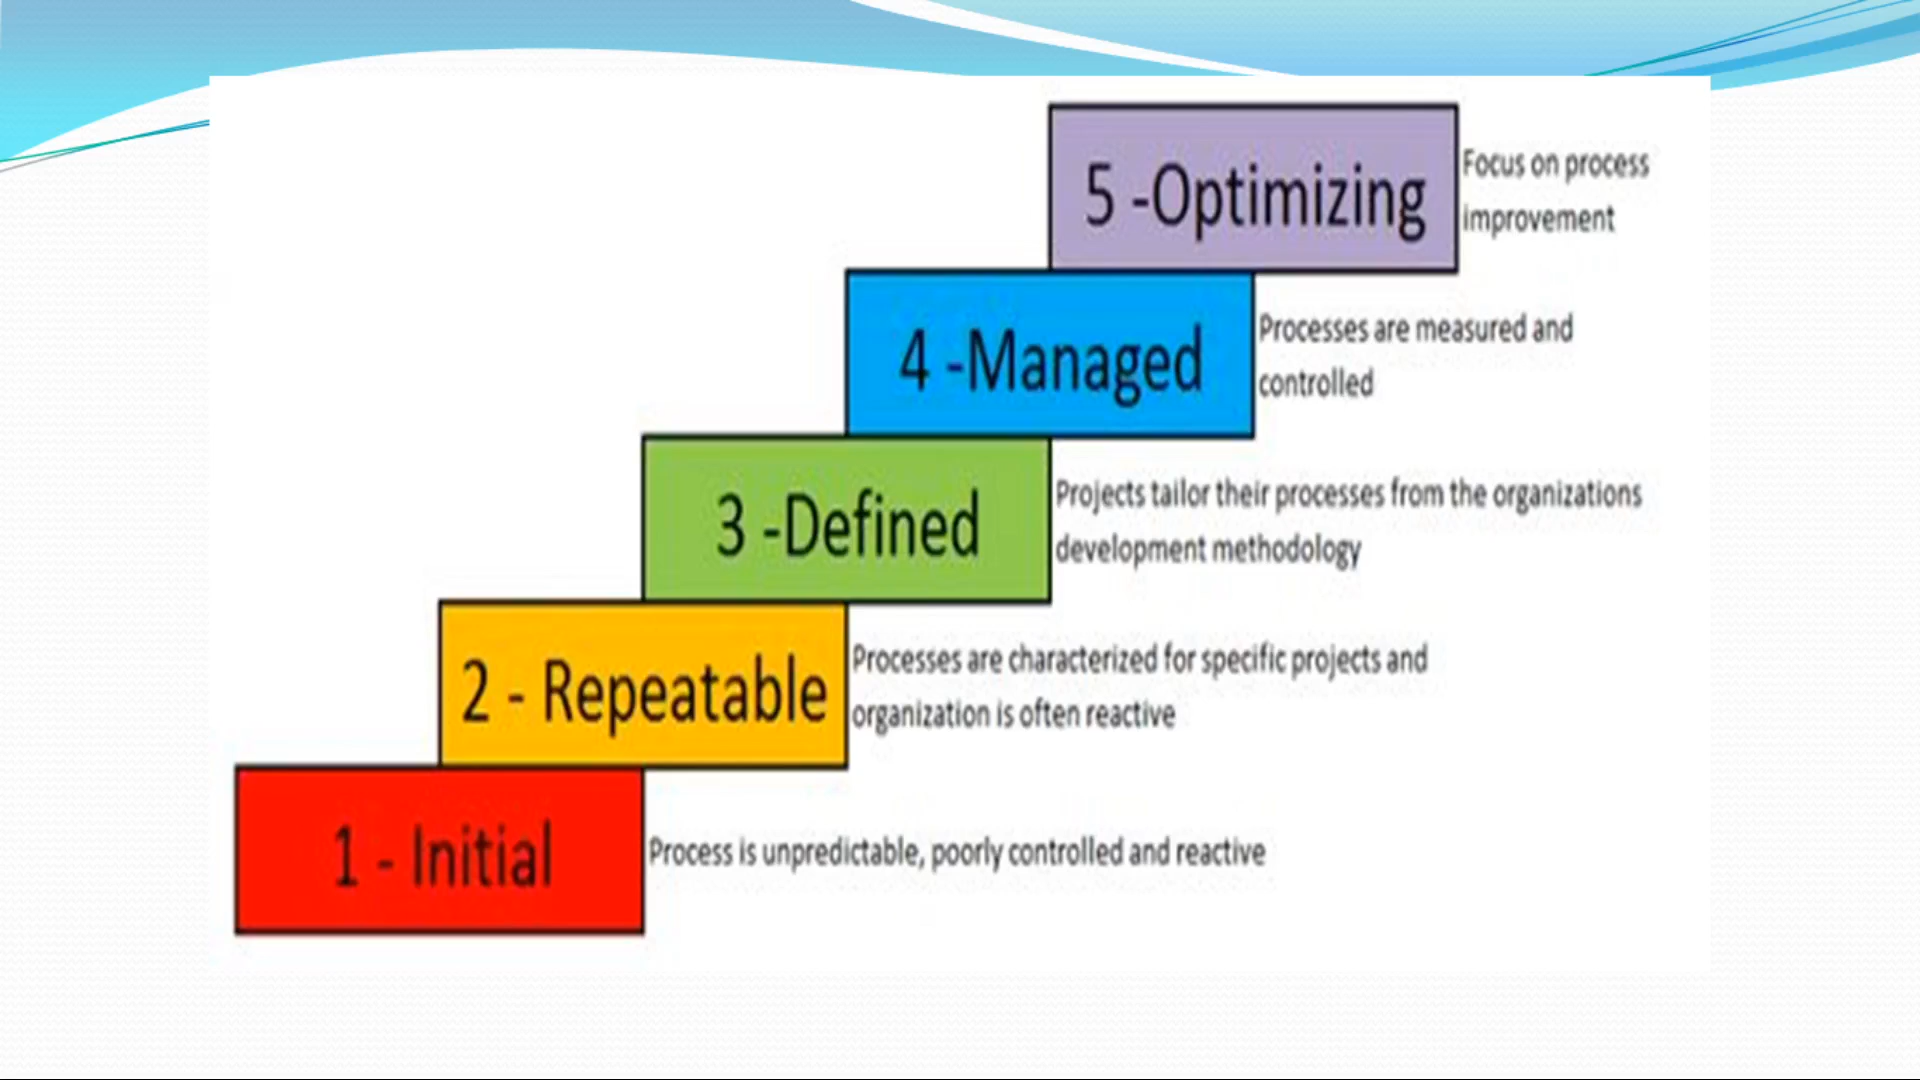 5 -Optimizing
Focus on process
improvement
4 -Managed
Processes are measured and
controlled
3 -Defined
Projects tailor their processes from the organizations
development methodology
2 - Repeatable
Processes are characterized for specific projects and
organization is often reactive
1 - Initial
Process is unpredictable, poorly controlled and reactive